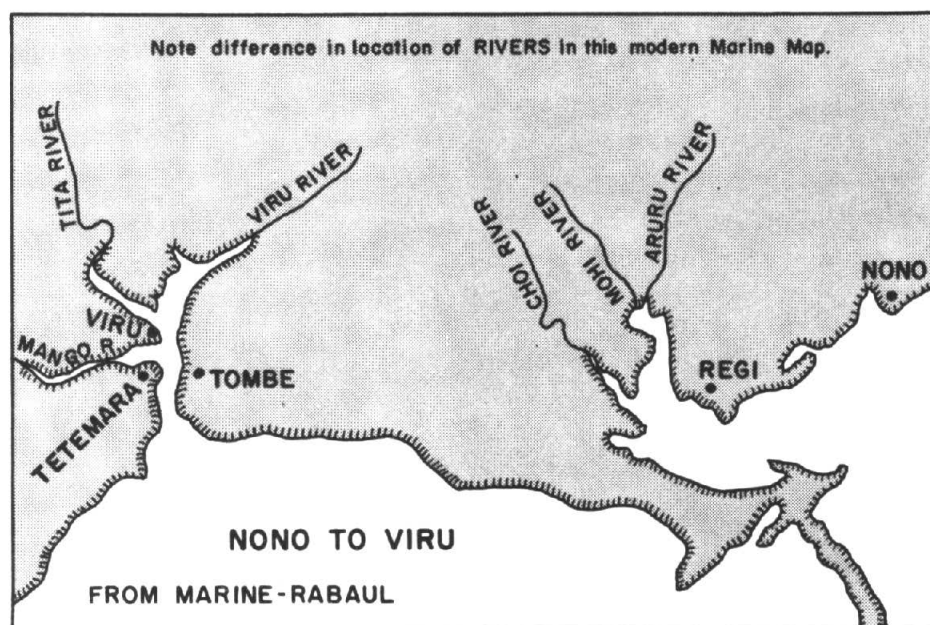 Note difference in location of RIVERS in this modern Marine Map.
TITA RIVER
VIRU RIVER
CHOI RIVER
MOHI RIVER
ARURU RIVER
NONO
VIRU
MANGO R.
TETEMARA
TOMBE
REGI
NONO TO VIRU
FROM MARINE-RABAUL